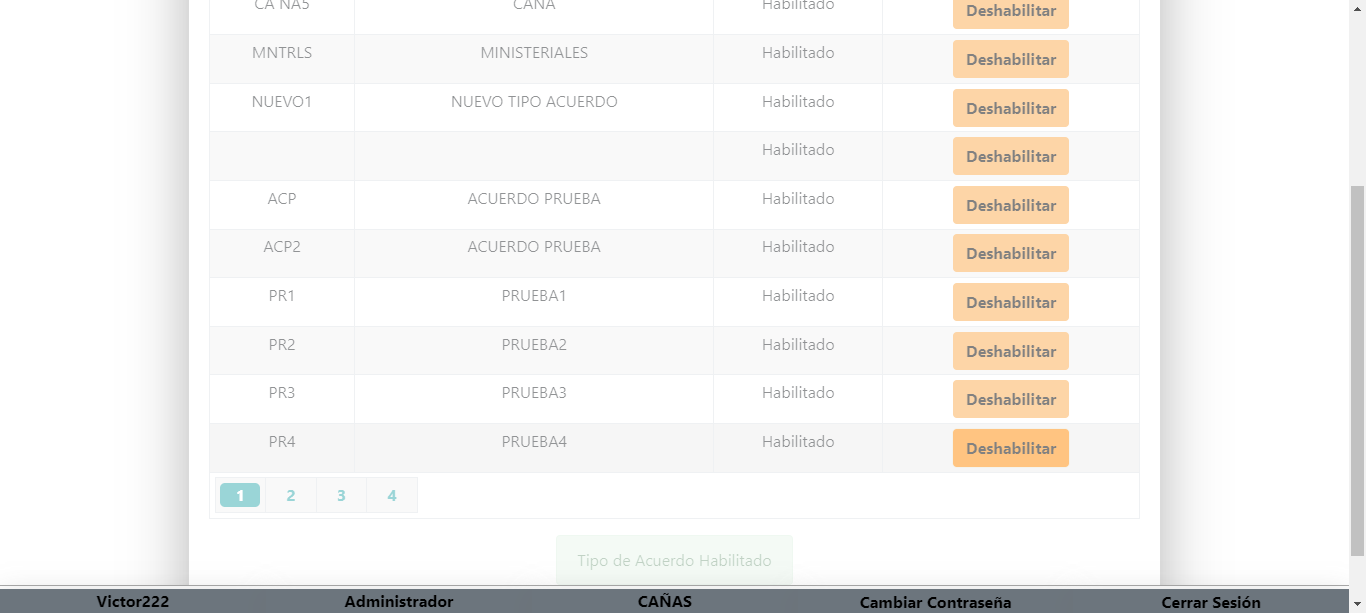 CA ÑA5 CAÑA Habilitado Deshabilitar
MNTRLS MINISTERIALES Habilitado Deshabilitar
NUEVO1 NUEVO TIPO ACUERDO Habilitado Deshabilitar
Habilitado Deshabilitar
ACP ACUERDO PRUEBA Habilitado Deshabilitar
ACP2 ACUERDO PRUEBA Habilitado Deshabilitar
PR1 PRUEBA1 Habilitado Deshabilitar
PR2 PRUEBA2 Habilitado Deshabilitar
PR3 PRUEBA3 Habilitado Deshabilitar
PR4 PRUEBA4 Habilitado Deshabilitar
1 2 3 4
Tipo de Acuerdo Habilitado
Victor222 Administrador CAÑAS Cambiar Contraseña Cerrar Sesión